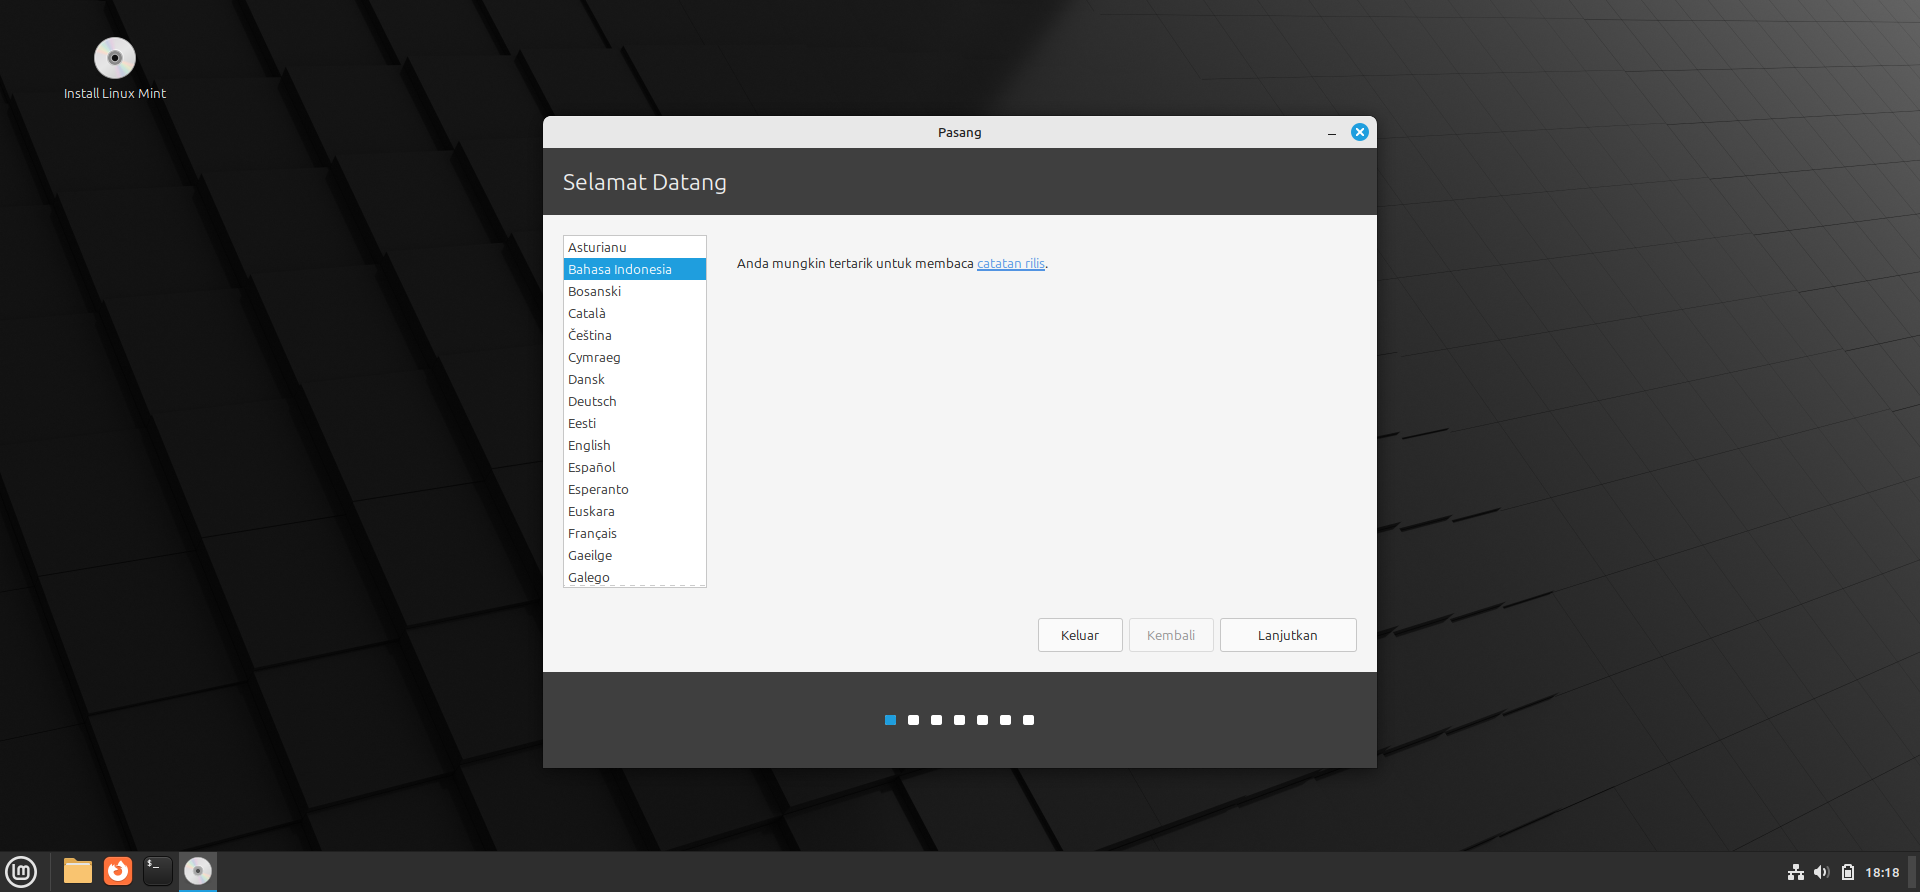 Install Linux Mint
Pasang
Selamat Datang
Asturianu
Bahasa Indonesia
Bosanski
Català
Čeština
Cymraeg
Dansk
Deutsch
Eesti
English
Español
Esperanto
Euskara
Français
Gaeilge
Galego
Anda mungkin tertarik untuk membaca catatan rilis.
Keluar
Kembali
Lanjutkan
$_
18:18